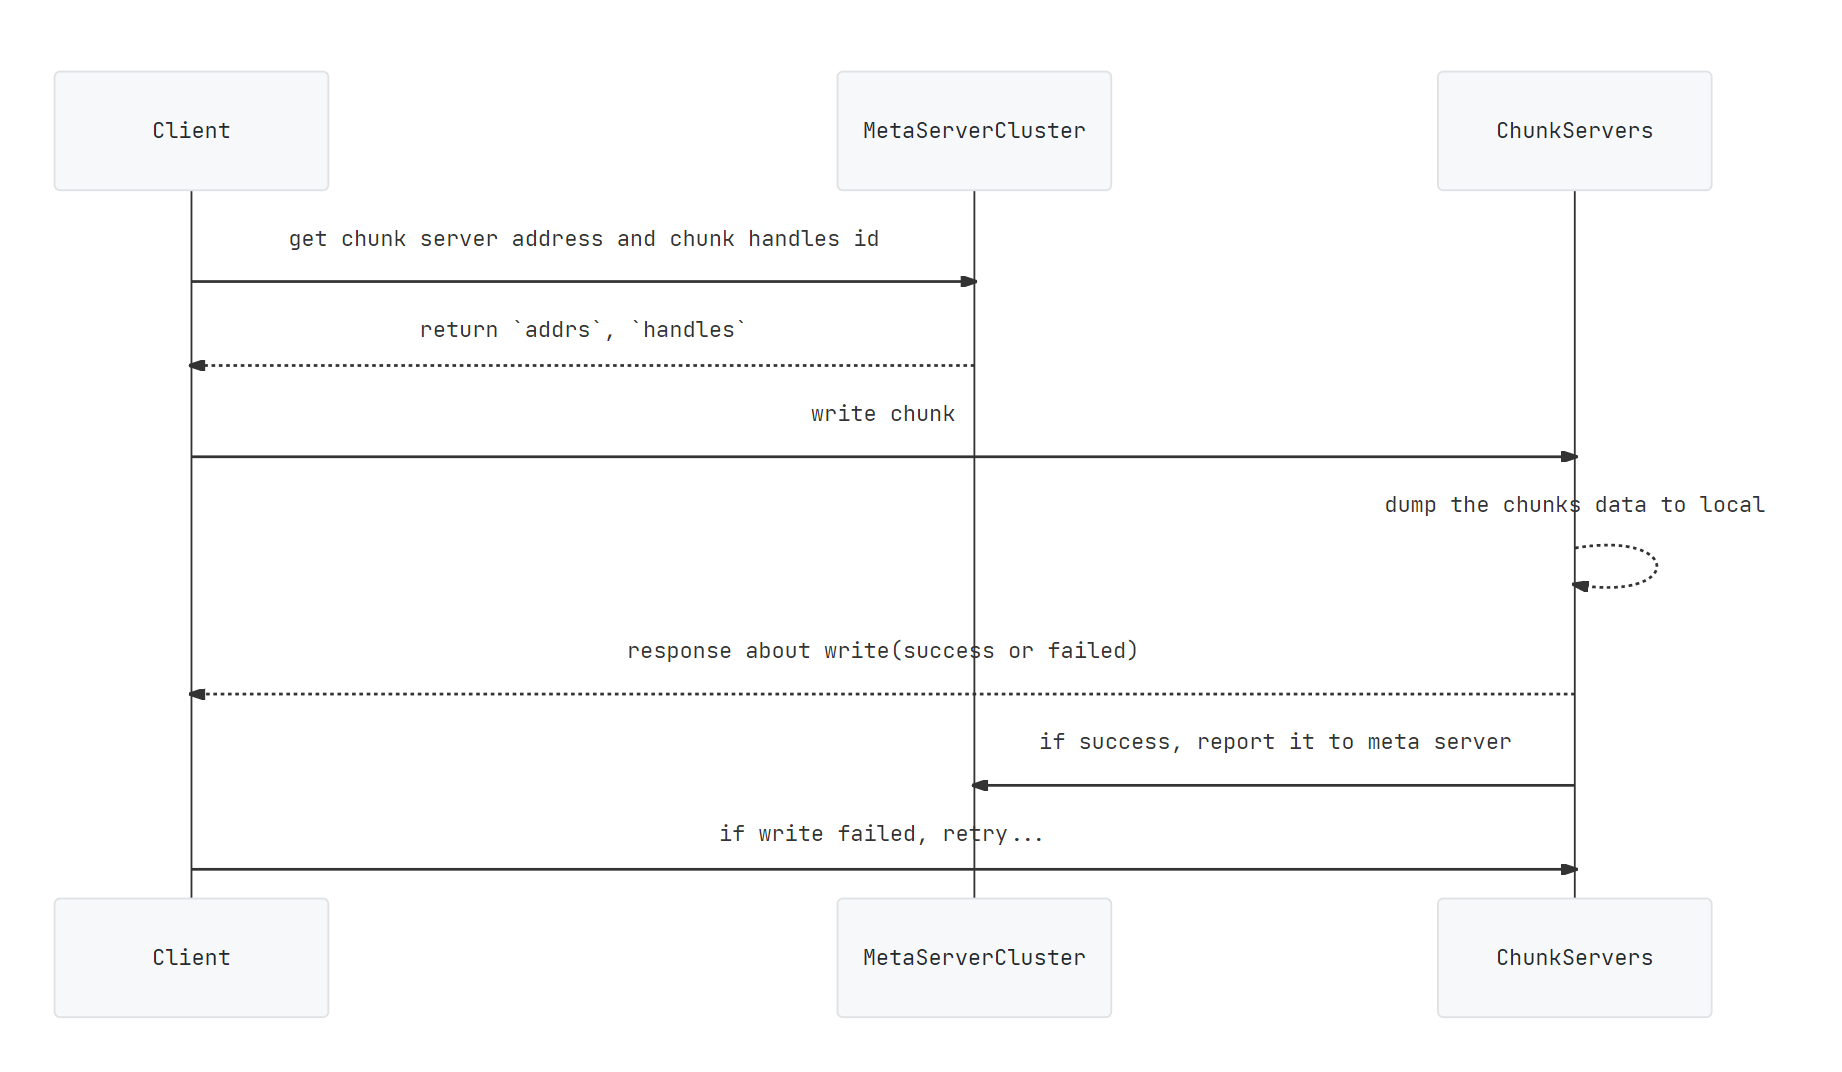 Client
MetaServerCluster
ChunkServers
get chunk server address and chunk handles id
return `addrs`, `handles`
write chunk
dump the chunks data to local
response about write(success or failed)
if success, report it to meta server
if write failed, retry...
Client
MetaServerCluster
ChunkServers